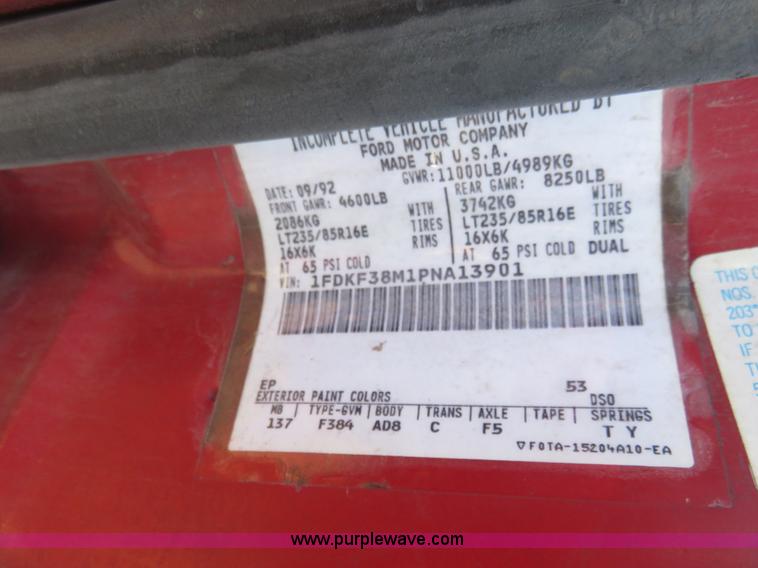 INCOMPLETE VEHICLE MANUFACTURED BY
FORD MOTOR COMPANY
MADE IN U.S.A.
DATE: 09/92 GVWR:11000LB/4989KG
FRONT GAWR: 4600LB REAR GAWR: 8250LB
2086KG WITH 3742KG WITH
LT235/85R16E TIRES LT235/85R16E TIRES
16X6K RIMS 16X6K RIMS
AT 65 PSI COLD AT 65 PSI COLD DUAL
VIN: 1FDKF38M1PNA13901
EP 53
EXTERIOR PAINT COLORS DSO
WB TYPE-GVW BODY TRANS AXLE TAPE SPRINGS
137 F384 AD8 C F5 T Y
F0TA-15204A10-EA
THIS
NOS
203
TO
IF
5
www.purplewave.com